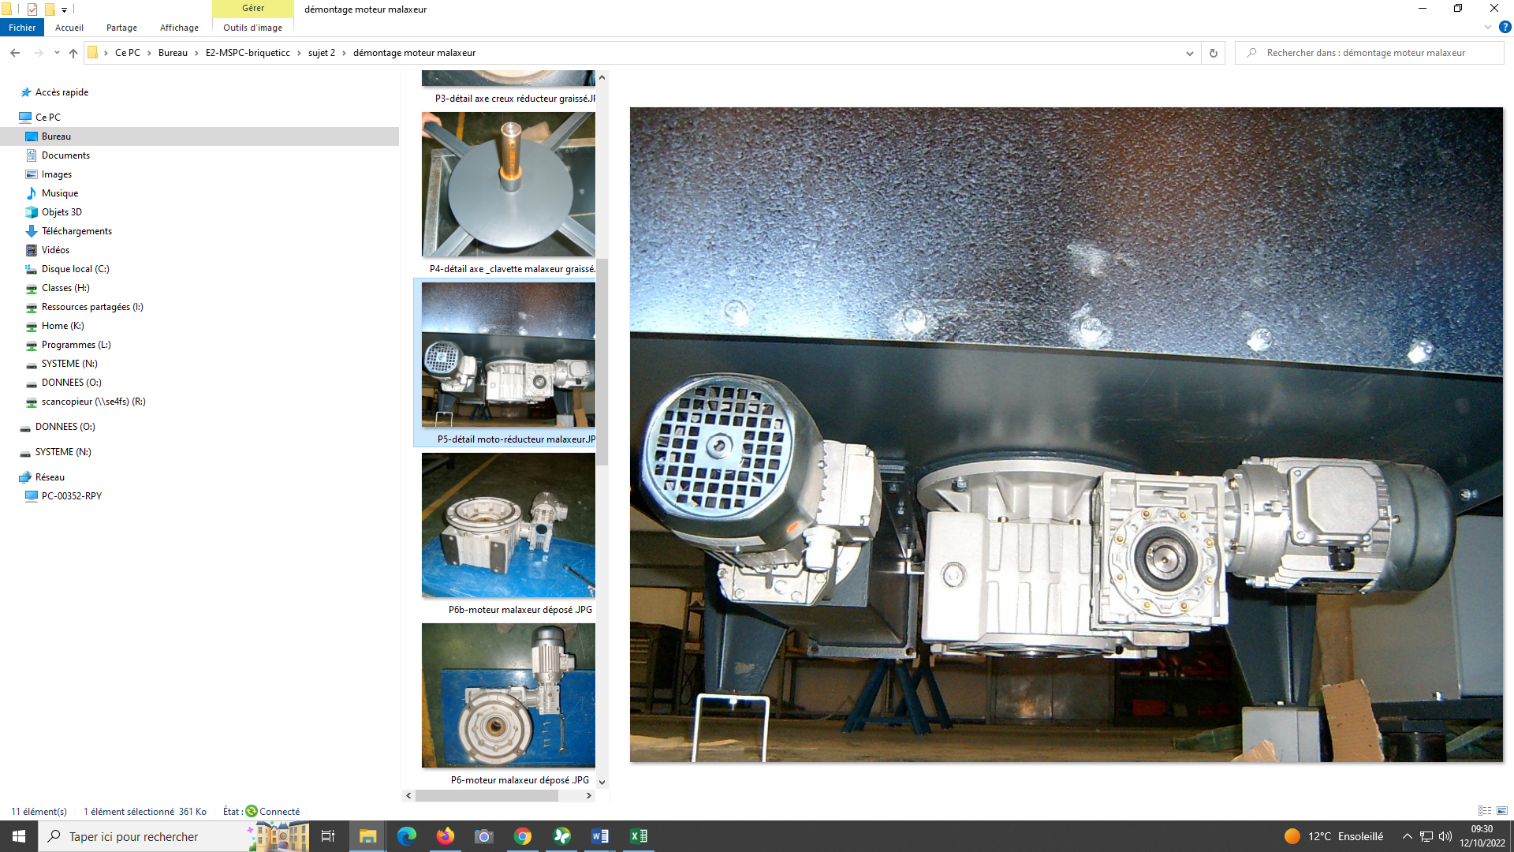 Gérer
démontage moteur malaxeur
Fichier
Accueil
Partage
Affichage
Outils d'image
Ce PC
Bureau
E2-MSPC-briqueticc
sujet 2
démontage moteur malaxeur
Rechercher dans : démontage moteur malaxeur
Accès rapide
Ce PC
Bureau
Documents
Images
Musique
Objets 3D
Téléchargements
Vidéos
Disque local (C:)
Classes (H:)
Ressources partagées (I:)
Home (K:)
Programmes (L:)
SYSTEME (N:)
DONNEES (O:)
scancopieur (\\se4fs) (R:)
DONNEES (O:)
SYSTEME (N:)
Réseau
PC-00352-RPY
P3-détail axe creux réducteur graissé.JP
P4-détail axe _clavette malaxeur graissé.
P5-détail moto-réducteur malaxeur.JP
P6b-moteur malaxeur déposé .JPG
P6-moteur malaxeur déposé .JPG
11 élément(s)
1 élément sélectionné 361 Ko
État : Connecté
Taper ici pour rechercher
12°C Ensoleillé
09:30
12/10/2022